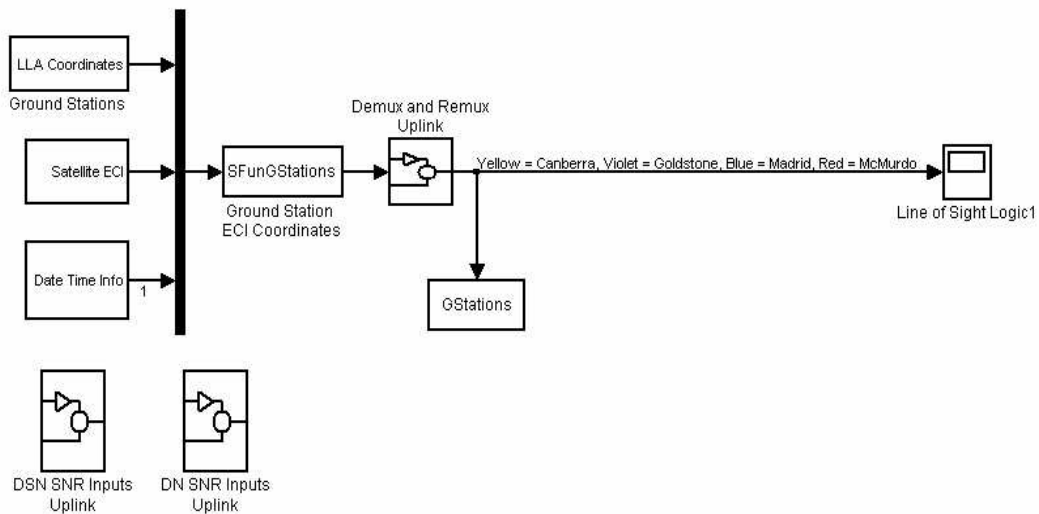 LLA Coordinates
Ground Stations
Satellite ECI
Date Time Info
1
SFunGStations
Ground Station
ECI Coordinates
Demux and Remux
Uplink
Yellow = Canberra, Violet = Goldstone, Blue = Madrid, Red = McMurdo
Line of Sight Logic1
GStations
DSN SNR Inputs
Uplink
DN SNR Inputs
Uplink